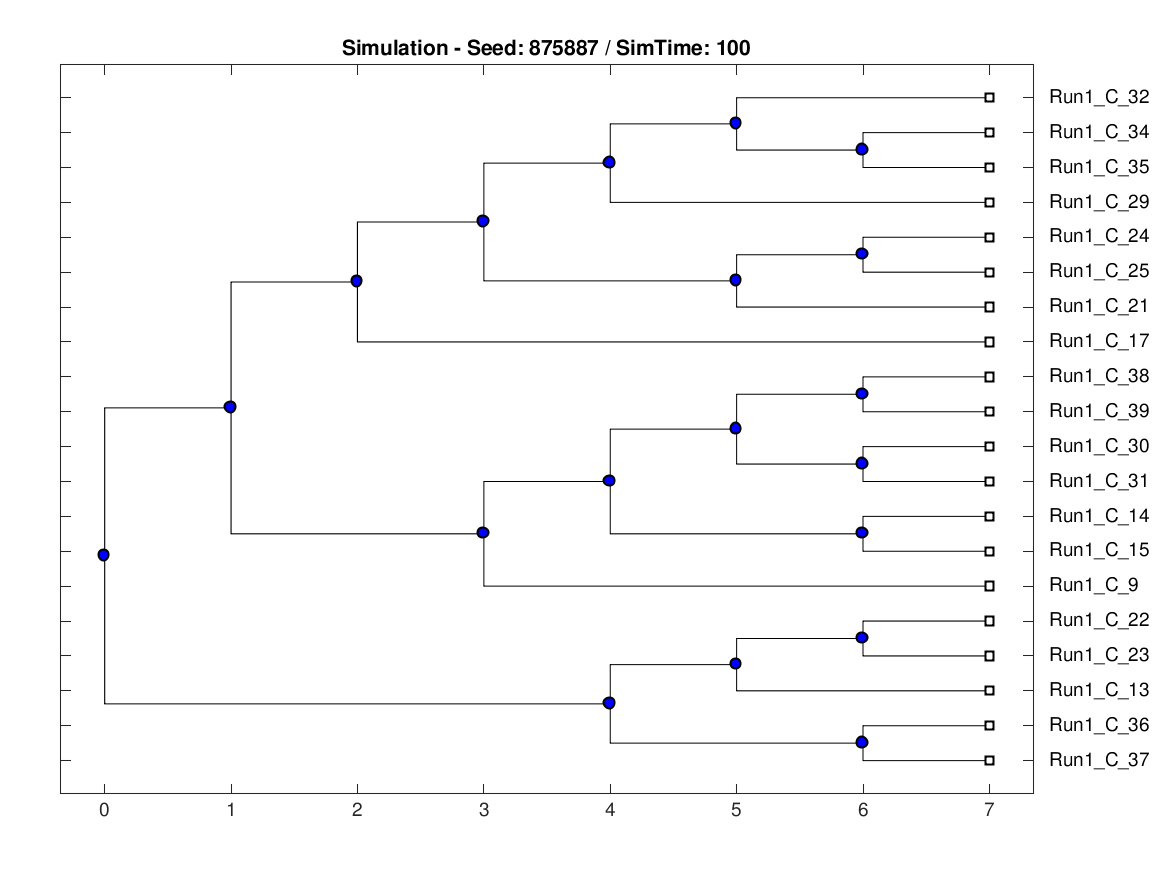 Simulation - Seed: 875887 / SimTime: 100
Run1_C_32
Run1_C_34
Run1_C_35
Run1_C_29
Run1_C_24
Run1_C_25
Run1_C_21
Run1_C_17
Run1_C_38
Run1_C_39
Run1_C_30
Run1_C_31
Run1_C_14
Run1_C_15
Run1_C_9
Run1_C_22
Run1_C_23
Run1_C_13
Run1_C_36
Run1_C_37
0 1 2 3 4 5 6 7